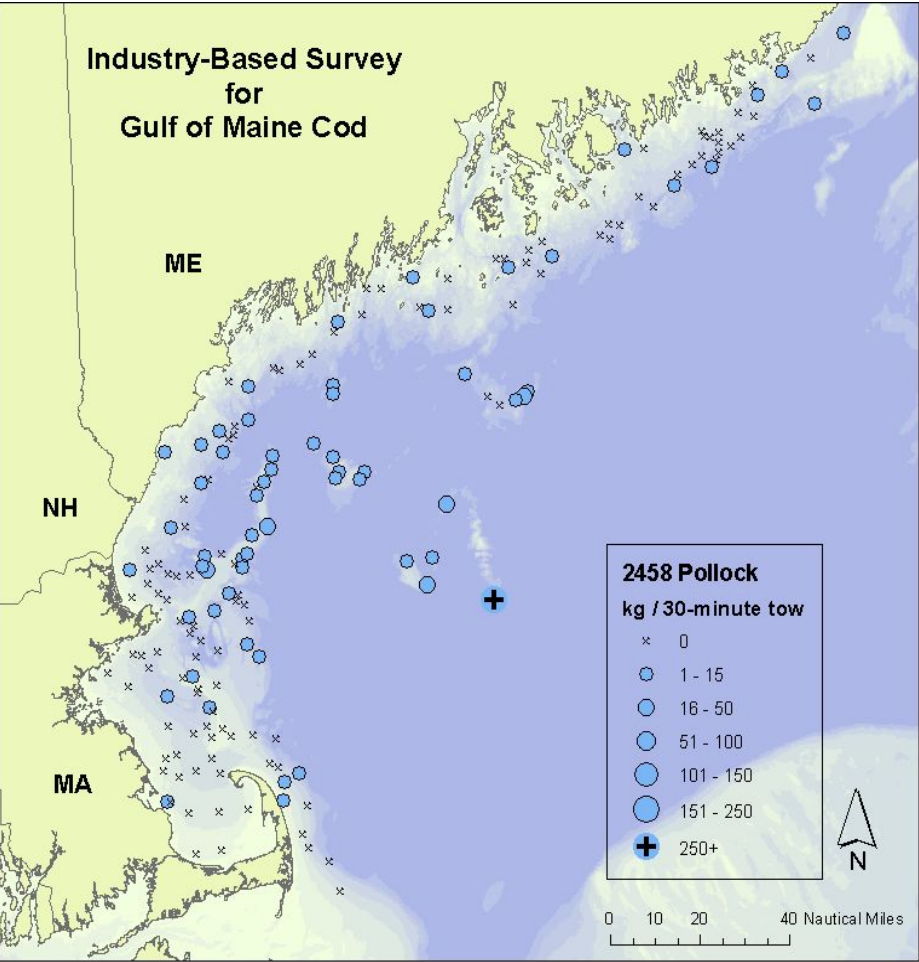 Industry-Based Survey
for
Gulf of Maine Cod
ME
NH
MA
2458 Pollock
kg / 30-minute tow
0
1 - 15
16 - 50
51 - 100
101 - 150
151 - 250
250+
N
0 10 20 40 Nautical Miles